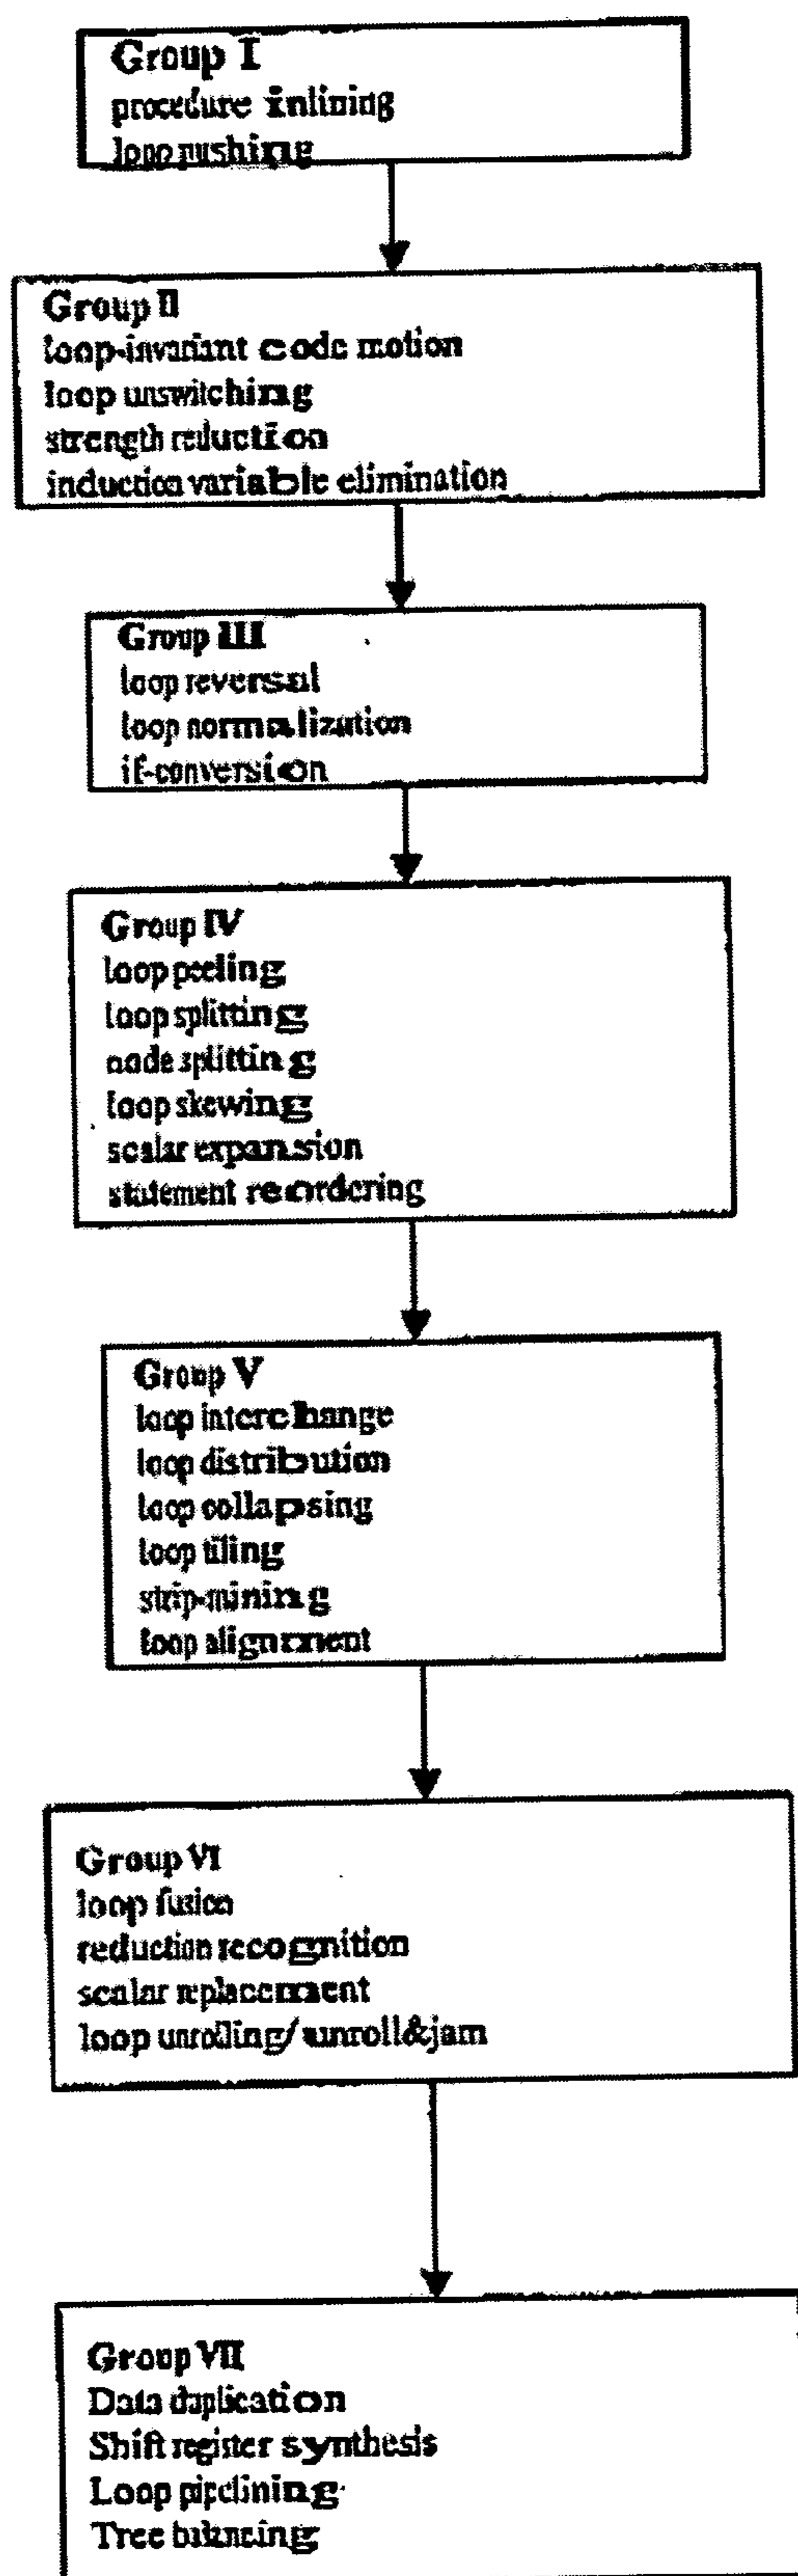 Group I
procedure inlining
loop pushing
Group II
loop-invariant code motion
loop unswitching
strength reduction
induction variable elimination
Group III
loop reversal
loop normalization
if-conversion
Group IV
loop peeling
loop splitting
node splitting
loop skewing
scalar expansion
statement reordering
Group V
loop interchange
loop distribution
loop collapsing
loop tiling
strip-mining
loop alignment
Group VI
loop fusion
reduction recognition
scalar replacement
loop unrolling/unroll&jam
Group VII
Data duplication
Shift register synthesis
Loop pipelining
Tree balancing